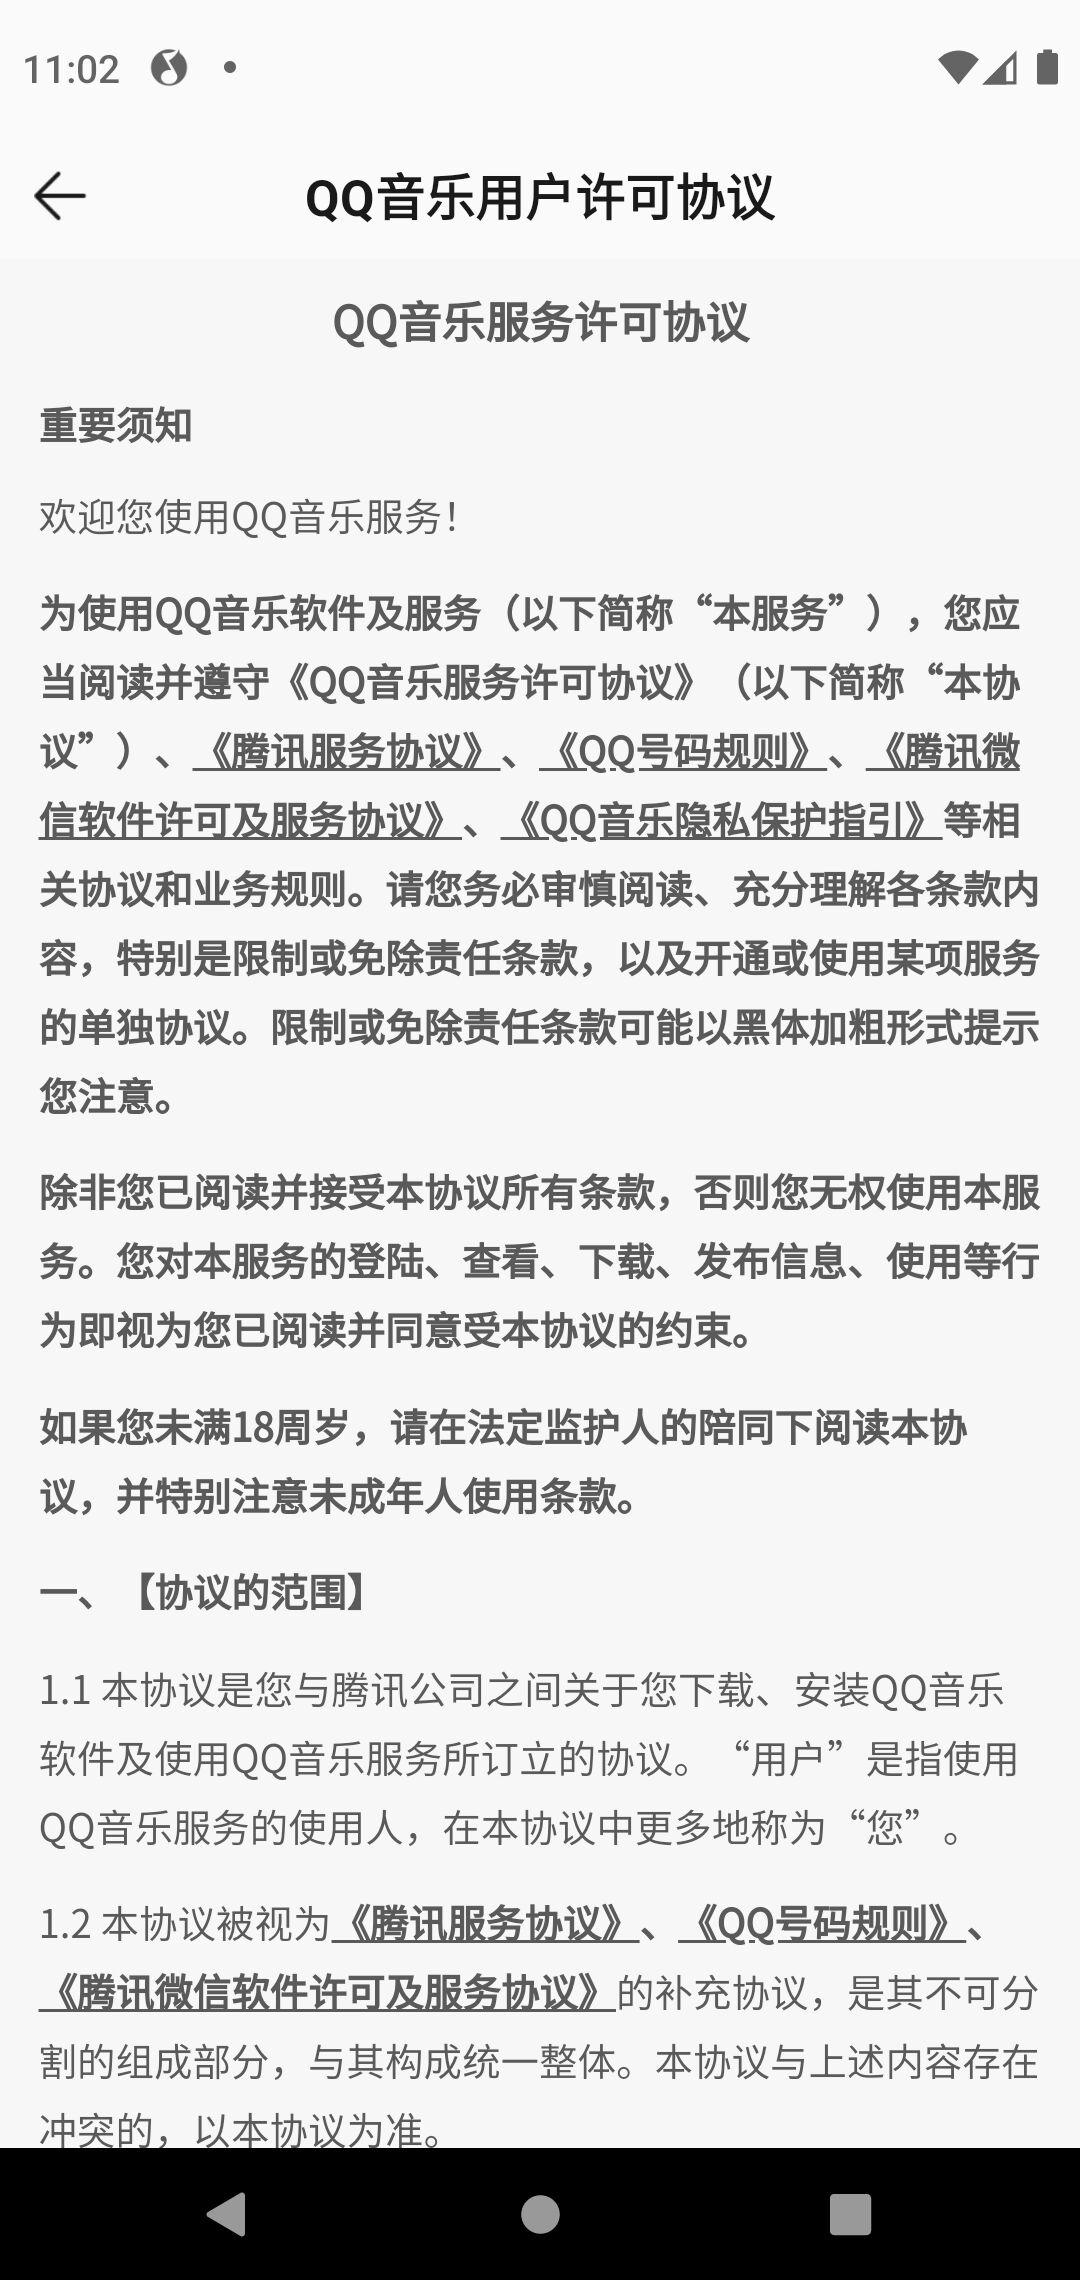 11:02
QQ音乐用户许可协议
QQ音乐服务许可协议
重要须知
欢迎您使用QQ音乐服务！
为使用QQ音乐软件及服务（以下简称“本服务”），您应
当阅读并遵守《QQ音乐服务许可协议》（以下简称“本协
议”）、《腾讯服务协议》、《QQ号码规则》、《腾讯微
信软件许可及服务协议》、《QQ音乐隐私保护指引》等相
关协议和业务规则。请您务必审慎阅读、充分理解各条款内
容，特别是限制或免除责任条款，以及开通或使用某项服务
的单独协议。限制或免除责任条款可能以黑体加粗形式提示
您注意。
除非您已阅读并接受本协议所有条款，否则您无权使用本服
务。您对本服务的登陆、查看、下载、发布信息、使用等行
为即视为您已阅读并同意受本协议的约束。
如果您未满18周岁，请在法定监护人的陪同下阅读本协
议，并特别注意未成年人使用条款。
一、【协议的范围】
1.1 本协议是您与腾讯公司之间关于您下载、安装QQ音乐
软件及使用QQ音乐服务所订立的协议。“用户”是指使用
QQ音乐服务的使用人，在本协议中更多地称为“您”。
1.2 本协议被视为《腾讯服务协议》、《QQ号码规则》、
《腾讯微信软件许可及服务协议》的补充协议，是其不可分
割的组成部分，与其构成统一整体。本协议与上述内容存在
冲突的，以本协议为准。